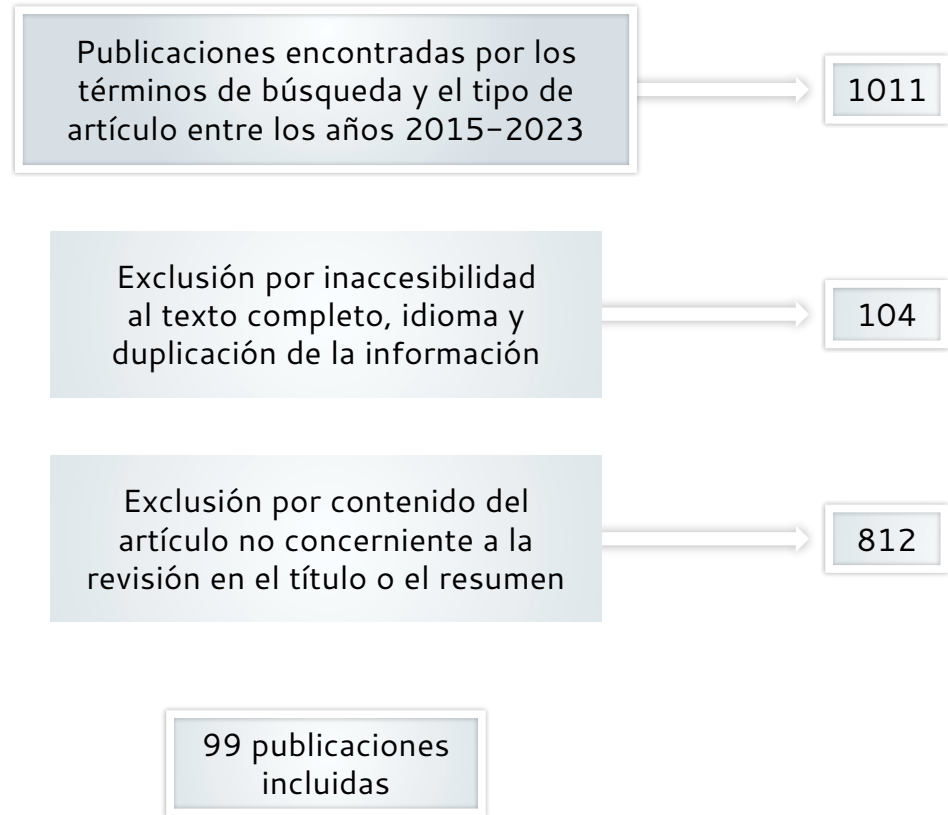 Publicaciones encontradas por los
términos de búsqueda y el tipo de
artículo entre los años 2015-2023
1011
Exclusión por inaccesibilidad
al texto completo, idioma y
duplicación de la información
104
Exclusión por contenido del
artículo no concerniente a la
revisión en el título o el resumen
812
99 publicaciones
incluidas